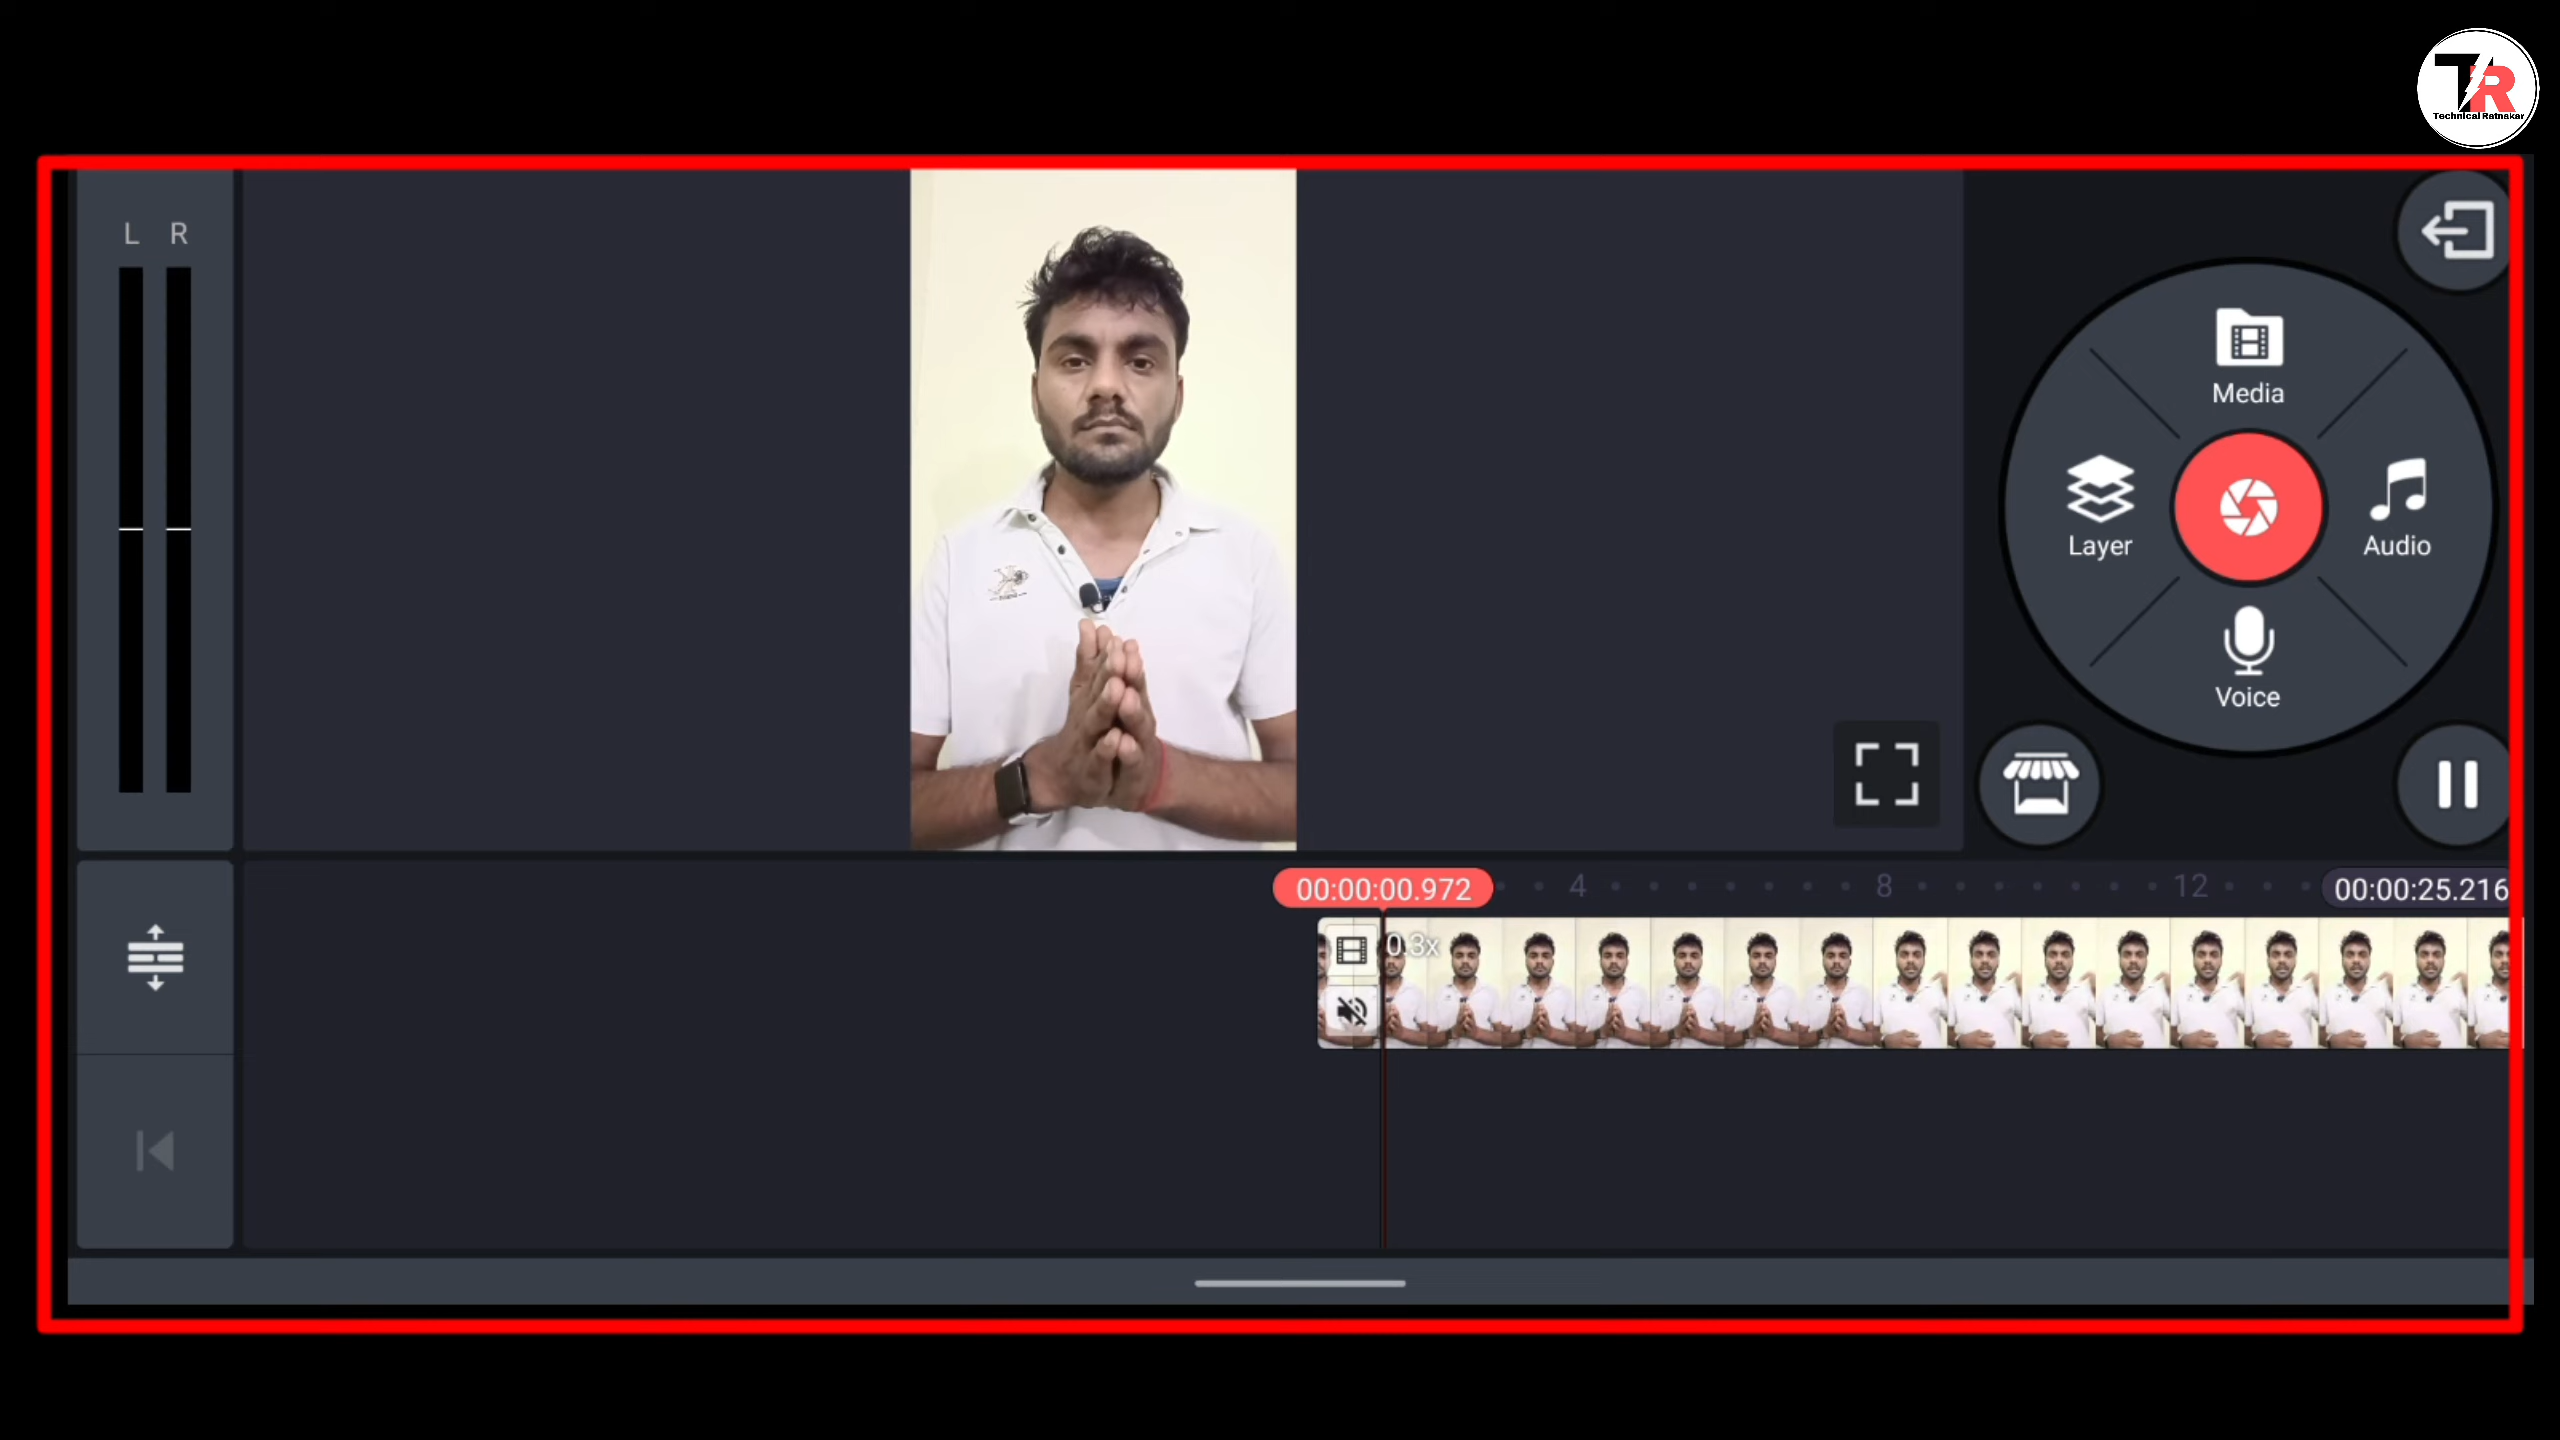 TR
Technical Ratnakar
L R
Media
Layer
Audio
Voice
00:00:00.972
4
8
12
00:00:25.216
0.3x